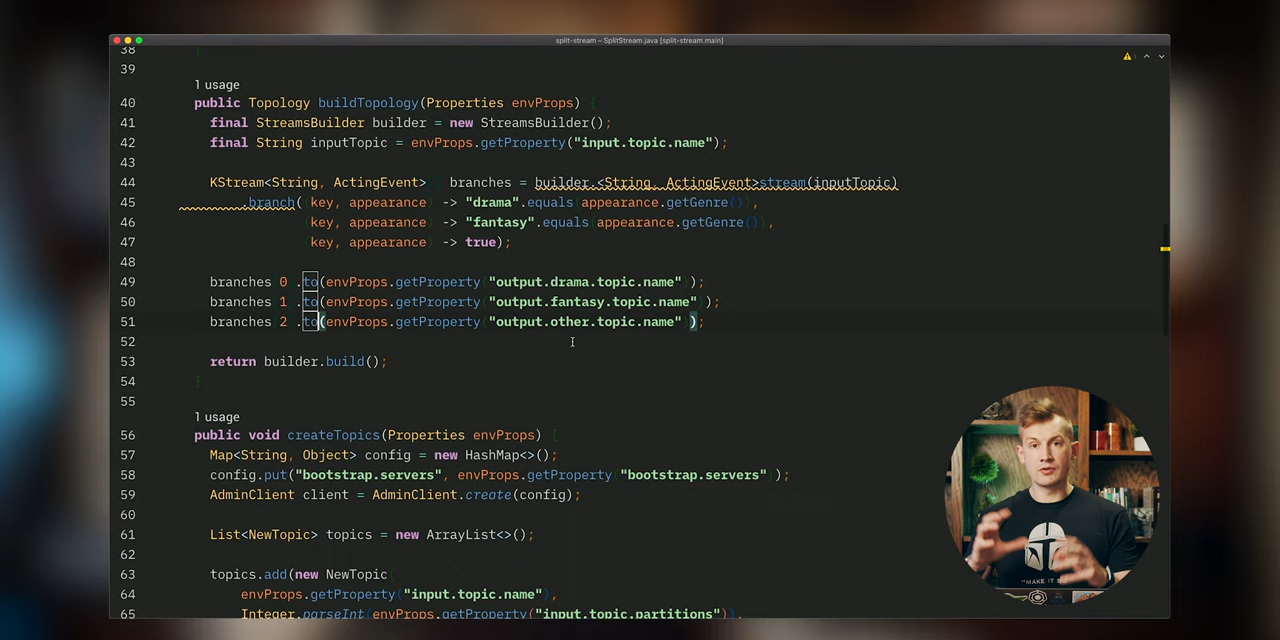 split-stream – SplitStream.java [split-stream.main]
38 }
39
1 usage
40 public Topology buildTopology(Properties envProps) {
41 final StreamsBuilder builder = new StreamsBuilder();
42 final String inputTopic = envProps.getProperty("input.topic.name");
43
44 KStream<String, ActingEvent>[] branches = builder.<String, ActingEvent>stream(inputTopic)
45 .branch((key, appearance) -> "drama".equals(appearance.getGenre()),
46 (key, appearance) -> "fantasy".equals(appearance.getGenre()),
47 (key, appearance) -> true);
48
49 branches[0].to(envProps.getProperty("output.drama.topic.name"));
50 branches[1].to(envProps.getProperty("output.fantasy.topic.name"));
51 branches[2].to(envProps.getProperty("output.other.topic.name"));
52
53 return builder.build();
54 }
55
1 usage
56 public void createTopics(Properties envProps) {
57 Map<String, Object> config = new HashMap<>();
58 config.put("bootstrap.servers", envProps.getProperty("bootstrap.servers"));
59 AdminClient client = AdminClient.create(config);
60
61 List<NewTopic> topics = new ArrayList<>();
62
63 topics.add(new NewTopic(
64 envProps.getProperty("input.topic.name"),
65 Integer.parseInt(envProps.getProperty("input.topic.partitions")),
"MAKE IT